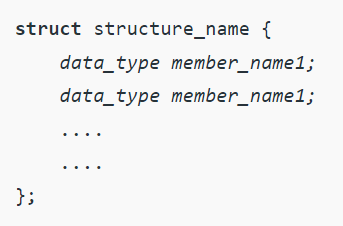 struct structure_name {
data_type member_name1;
data_type member_name1;
....
....
};